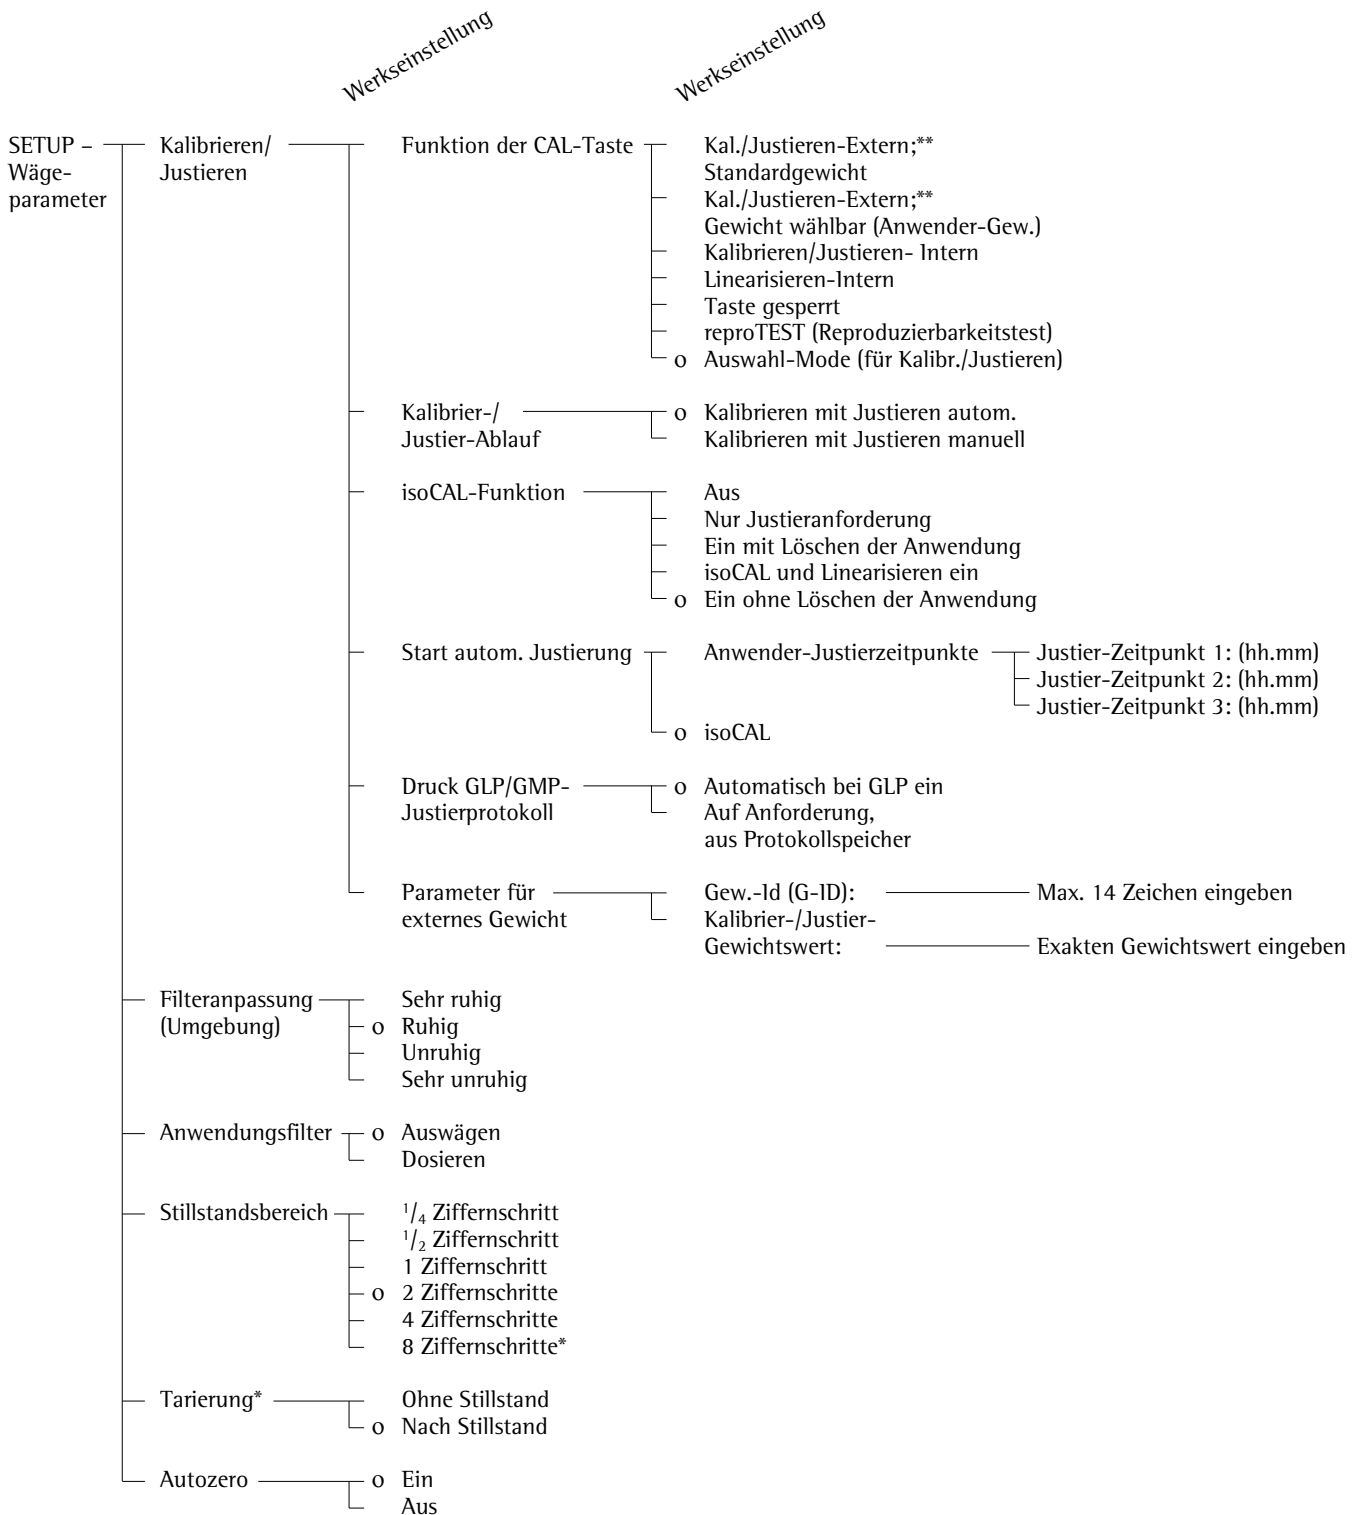 Werkseinstellung
Werkseinstellung
SETUP –
Wäge-
parameter
Kalibrieren/
Justieren
Funktion der CAL-Taste
Kal./Justieren-Extern;**
Standardgewicht
Kal./Justieren-Extern;**
Gewicht wählbar (Anwender-Gew.)
Kalibrieren/Justieren- Intern
Linearisieren-Intern
Taste gesperrt
reproTEST (Reproduzierbarkeitstest)
o Auswahl-Mode (für Kalibr./Justieren)
Kalibrier-/
Justier-Ablauf
o Kalibrieren mit Justieren autom.
Kalibrieren mit Justieren manuell
isoCAL-Funktion
Aus
Nur Justieranforderung
Ein mit Löschen der Anwendung
isoCAL und Linearisieren ein
o Ein ohne Löschen der Anwendung
Start autom. Justierung
Anwender-Justierzeitpunkte
Justier-Zeitpunkt 1: (hh.mm)
Justier-Zeitpunkt 2: (hh.mm)
Justier-Zeitpunkt 3: (hh.mm)
o isoCAL
Druck GLP/GMP-
Justierprotokoll
o Automatisch bei GLP ein
Auf Anforderung,
aus Protokollspeicher
Parameter für
externes Gewicht
Gew.-Id (G-ID):
Max. 14 Zeichen eingeben
Kalibrier-/Justier-
Gewichtswert:
Exakten Gewichtswert eingeben
Filteranpassung
(Umgebung)
Sehr ruhig
o Ruhig
Unruhig
Sehr unruhig
Anwendungsfilter
o Auswägen
Dosieren
Stillstandsbereich
1/4 Ziffernschritt
1/2 Ziffernschritt
1 Ziffernschritt
o 2 Ziffernschritte
4 Ziffernschritte
8 Ziffernschritte*
Tarierung*
Ohne Stillstand
o Nach Stillstand
Autozero
o Ein
Aus